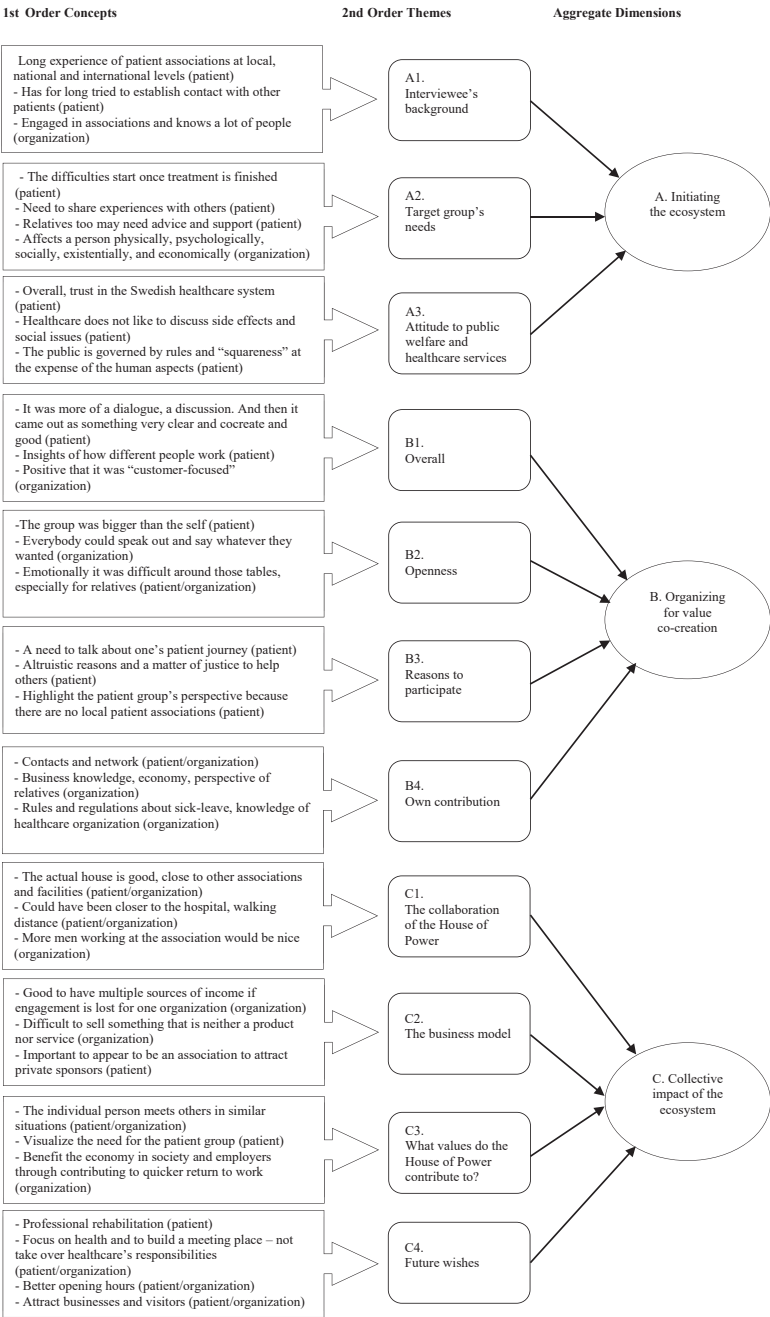 1st Order Concepts
2nd Order Themes
Aggregate Dimensions
Long experience of patient associations at local,
national and international levels (patient)
- Has for long tried to establish contact with other
patients (patient)
- Engaged in associations and knows a lot of people
(organization)
A1.
Interviewee's
background
- The difficulties start once treatment is finished
(patient)
- Need to share experiences with others (patient)
- Relatives too may need advice and support (patient)
- Affects a person physically, psychologically,
socially, existentially, and economically (organization)
A2.
Target group's
needs
A. Initiating
the ecosystem
- Overall, trust in the Swedish healthcare system
(patient)
- Healthcare does not like to discuss side effects and
social issues (patient)
- The public is governed by rules and “squareness” at
the expense of the human aspects (patient)
A3.
Attitude to public
welfare and
healthcare services
- It was more of a dialogue, a discussion. And then it
came out as something very clear and cocreate and
good (patient)
- Insights of how different people work (patient)
- Positive that it was “customer-focused”
(organization)
B1.
Overall
-The group was bigger than the self (patient)
- Everybody could speak out and say whatever they
wanted (organization)
- Emotionally it was difficult around those tables,
especially for relatives (patient/organization)
B2.
Openness
B. Organizing
for value
co-creation
- A need to talk about one's patient journey (patient)
- Altruistic reasons and a matter of justice to help
others (patient)
- Highlight the patient group's perspective because
there are no local patient associations (patient)
B3.
Reasons to
participate
- Contacts and network (patient/organization)
- Business knowledge, economy, perspective of
relatives (organization)
- Rules and regulations about sick-leave, knowledge of
healthcare organization (organization)
B4.
Own contribution
- The actual house is good, close to other associations
and facilities (patient/organization)
- Could have been closer to the hospital, walking
distance (patient/organization)
- More men working at the association would be nice
(organization)
C1.
The collaboration
of the House of
Power
- Good to have multiple sources of income if
engagement is lost for one organization (organization)
- Difficult to sell something that is neither a product
nor service (organization)
- Important to appear to be an association to attract
private sponsors (patient)
C2.
The business model
C. Collective
impact of the
ecosystem
- The individual person meets others in similar
situations (patient/organization)
- Visualize the need for the patient group (patient)
- Benefit the economy in society and employers
through contributing to quicker return to work
(organization)
C3.
What values do the
House of Power
contribute to?
- Professional rehabilitation (patient)
- Focus on health and to build a meeting place – not
take over healthcare's responsibilities
(patient/organization)
- Better opening hours (patient/organization)
- Attract businesses and visitors (patient/organization)
C4.
Future wishes